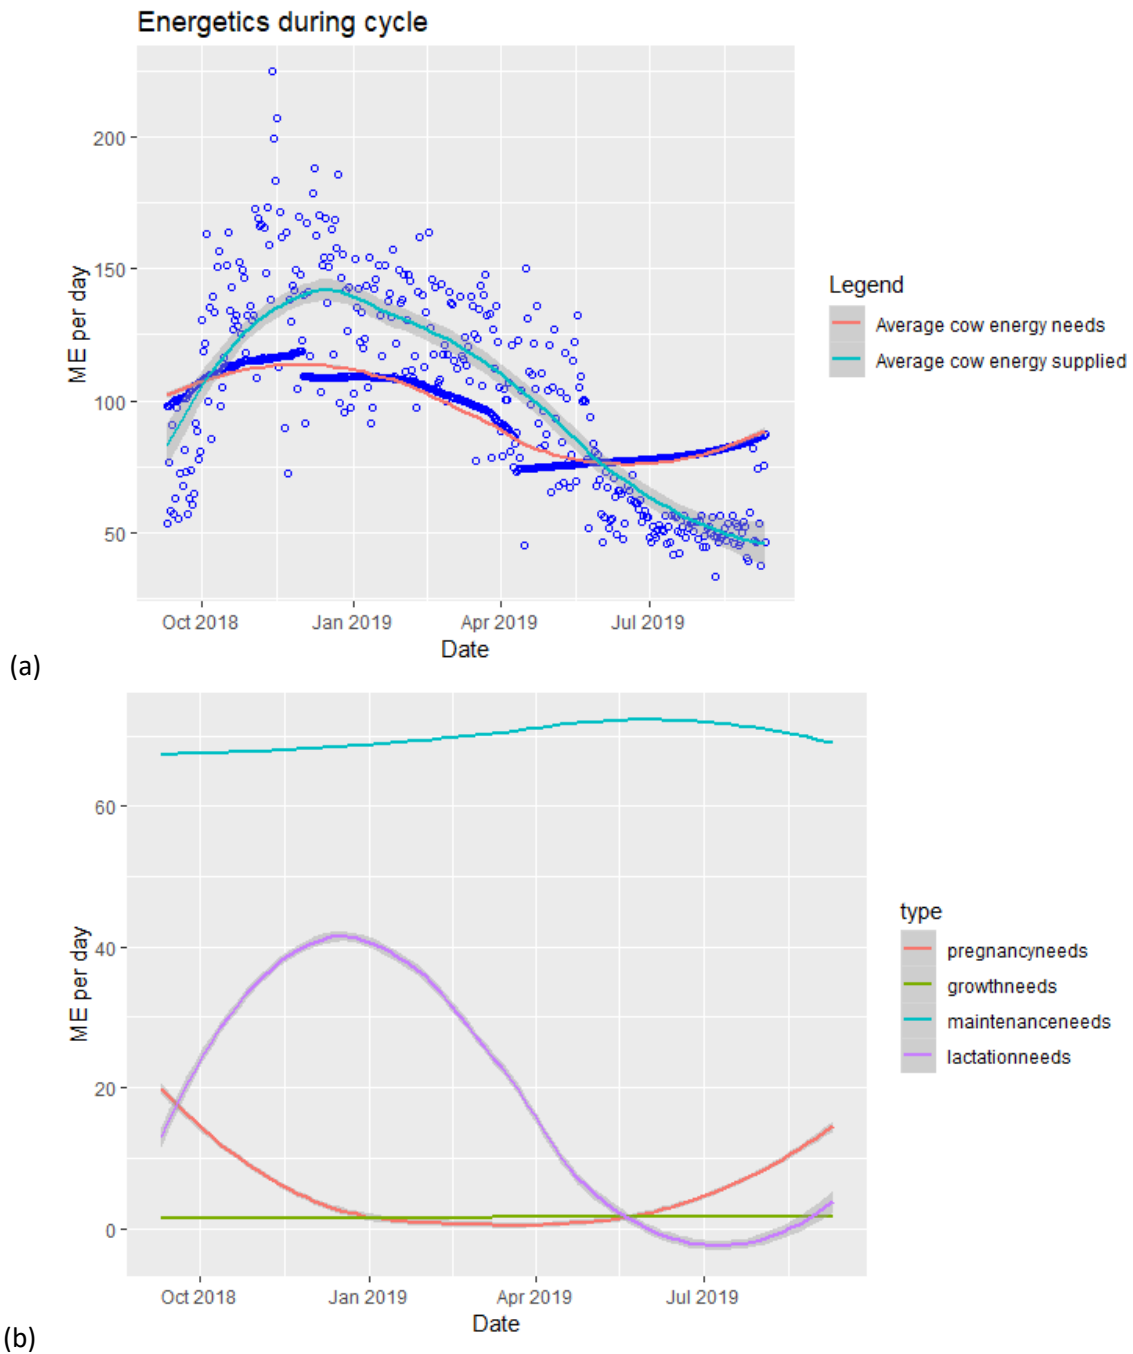 Energetics during cycle
200
150
100
50
ME per day
Oct 2018
Jan 2019
Apr 2019
Jul 2019
Date
Legend
Average cow energy needs
Average cow energy supplied
(a)
60
40
20
0
ME per day
Oct 2018
Jan 2019
Apr 2019
Jul 2019
Date
type
pregnancyneeds
growthneeds
maintenanceneeds
lactationneeds
(b)